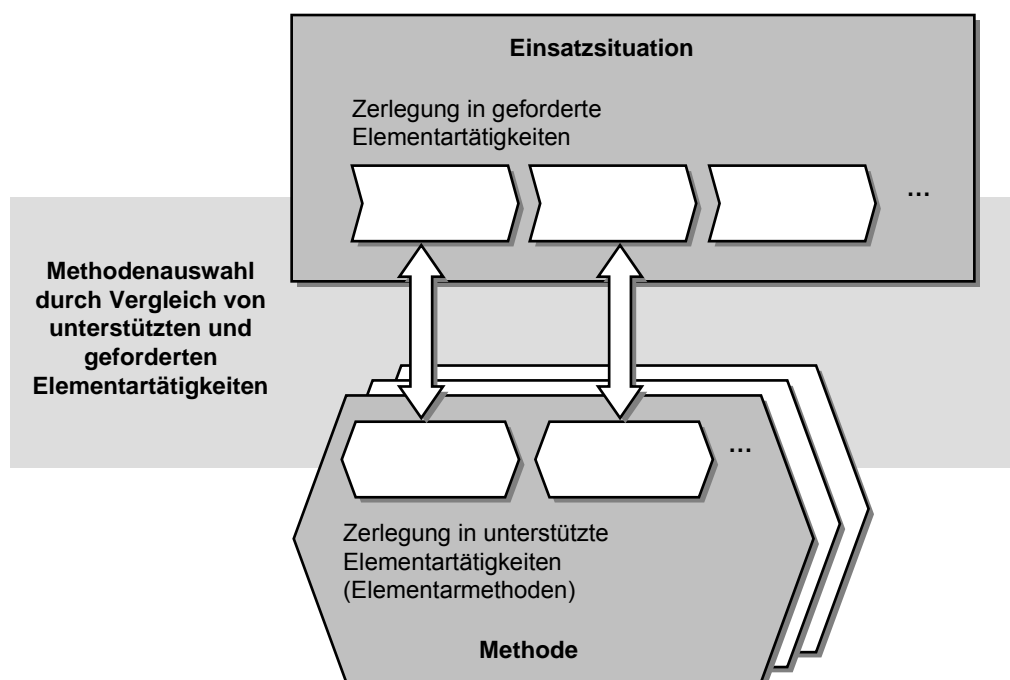 Einsatzsituation
Zerlegung in geforderte
Elementartätigkeiten
...
Methodenauswahl
durch Vergleich von
unterstützten und
geforderten
Elementartätigkeiten
...
Zerlegung in unterstützte
Elementartätigkeiten
(Elementarmethoden)
Methode